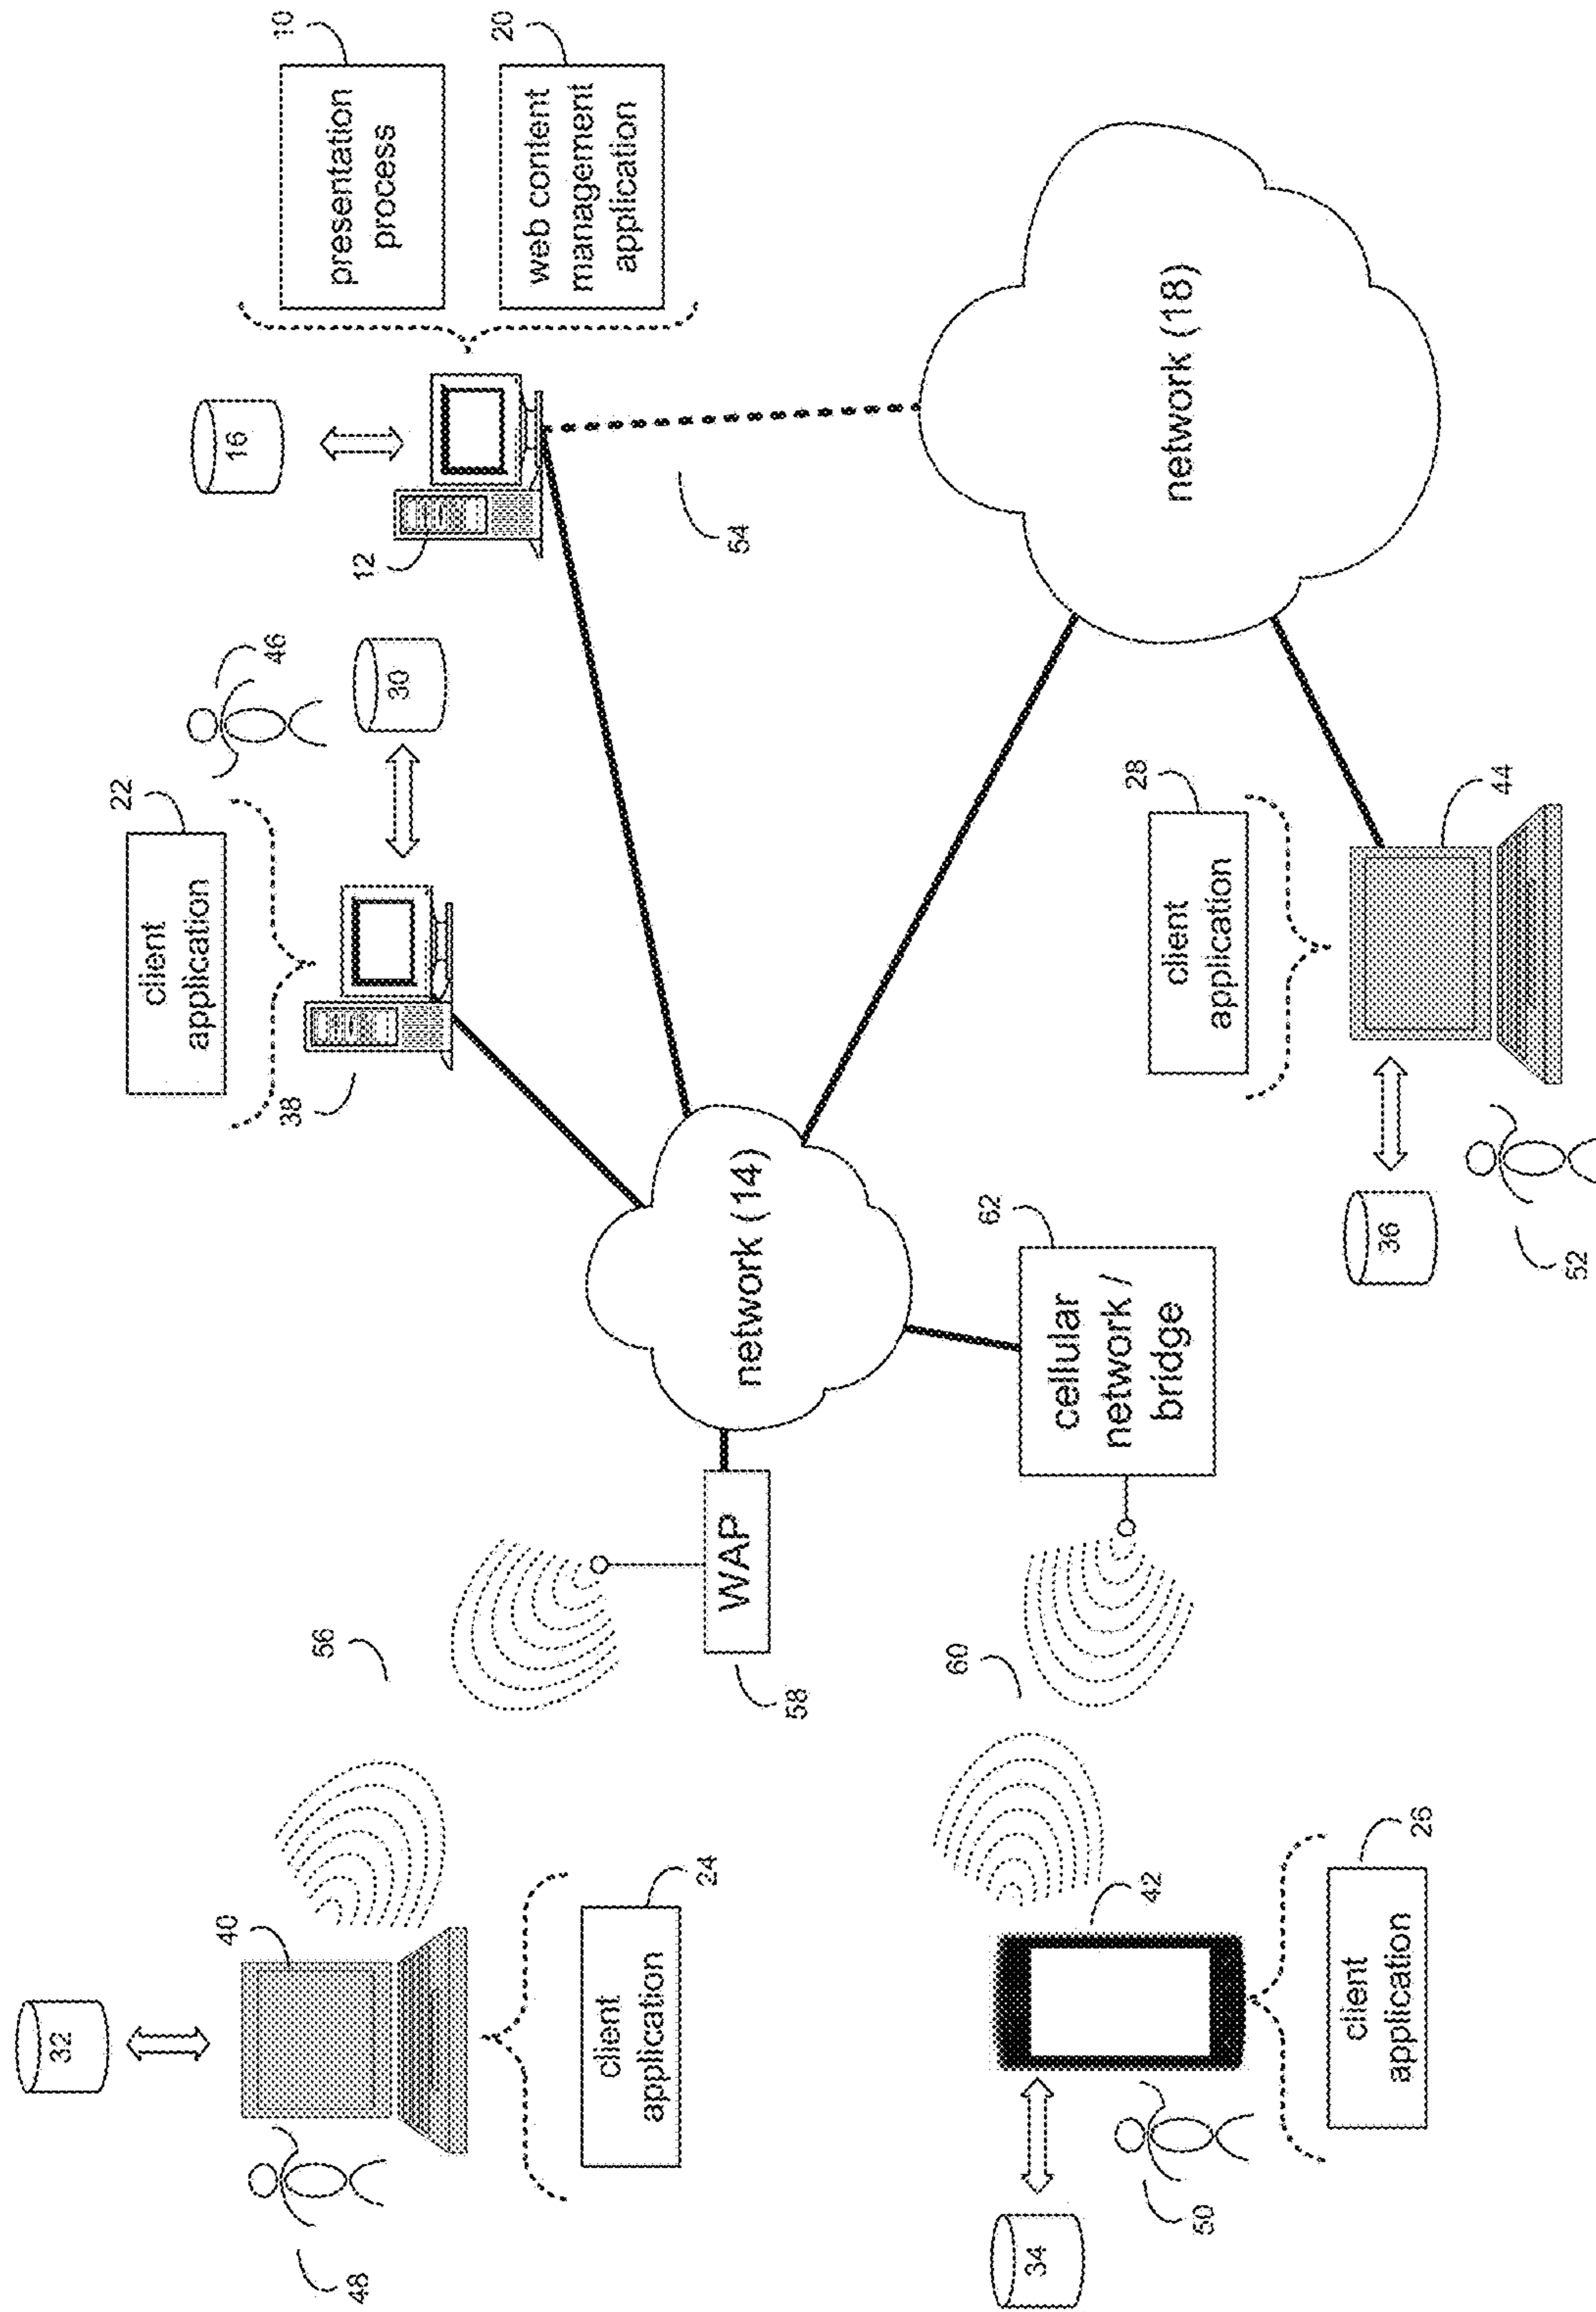 32
40
48
client
application
24
56
WAP
58
34
42
50
client
application
26
60
cellular
network /
bridge
62
network (14)
client
application
22
38
30
46
16
12
54
presentation
process
10
web content
management
application
20
network (18)
client
application
28
44
36
52